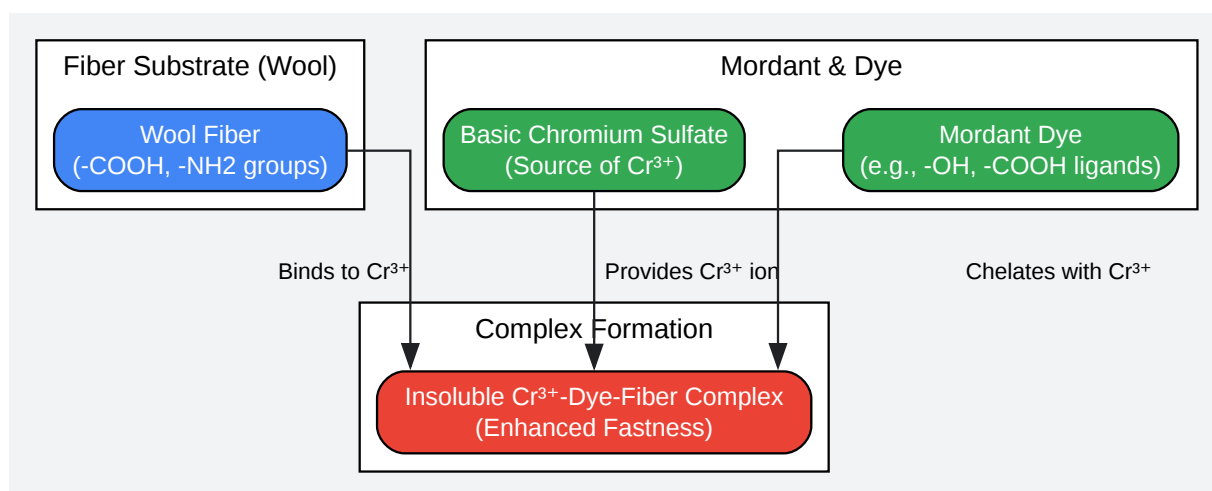 Fiber Substrate (Wool)
Wool Fiber
(-COOH, -NH2 groups)
Mordant & Dye
Basic Chromium Sulfate
(Source of Cr³⁺)
Mordant Dye
(e.g., -OH, -COOH ligands)
Binds to Cr³⁺
Provides Cr³⁺ ion
Chelates with Cr³⁺
Complex Formation
Insoluble Cr³⁺-Dye-Fiber Complex
(Enhanced Fastness)